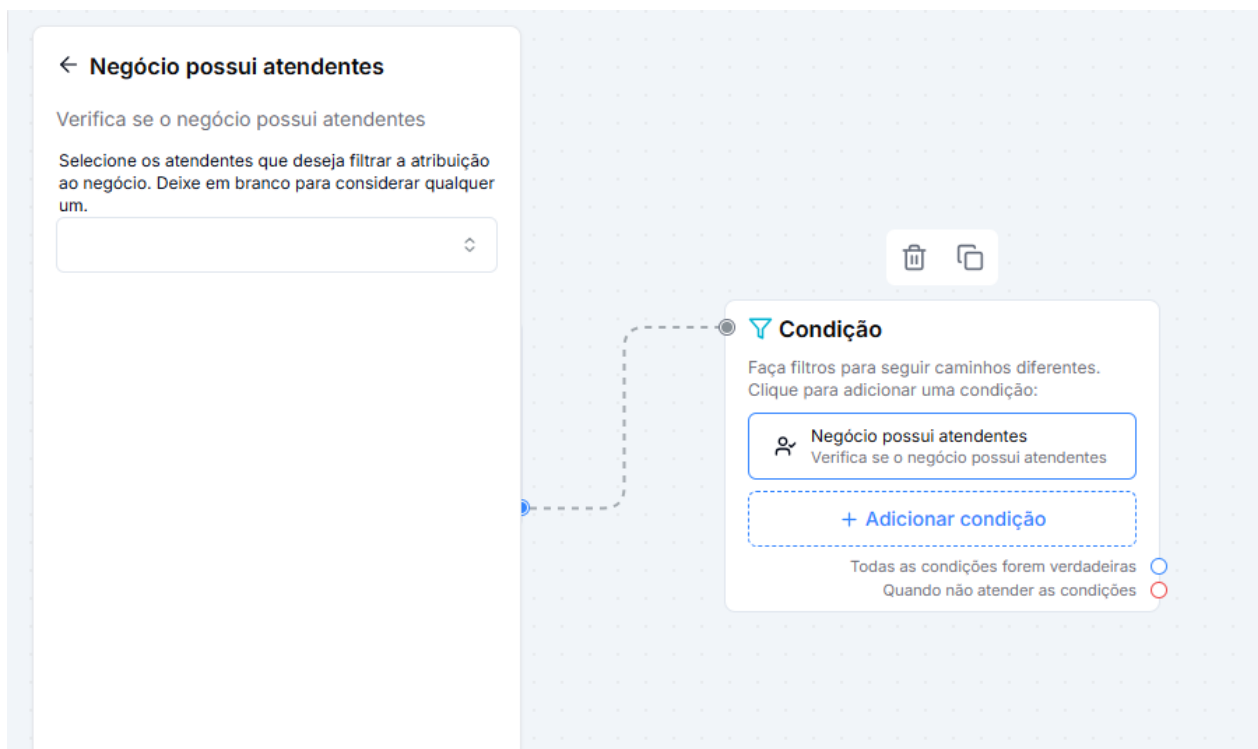 Negócio possui atendentes
Verifica se o negócio possui atendentes
Selecione os atendentes que deseja filtrar a atribuição
ao negócio. Deixe em branco para considerar qualquer
um.
Condição
Faça filtros para seguir caminhos diferentes.
Clique para adicionar uma condição:
Negócio possui atendentes
Verifica se o negócio possui atendentes
+ Adicionar condição
Todas as condições forem verdadeiras
Quando não atender as condições